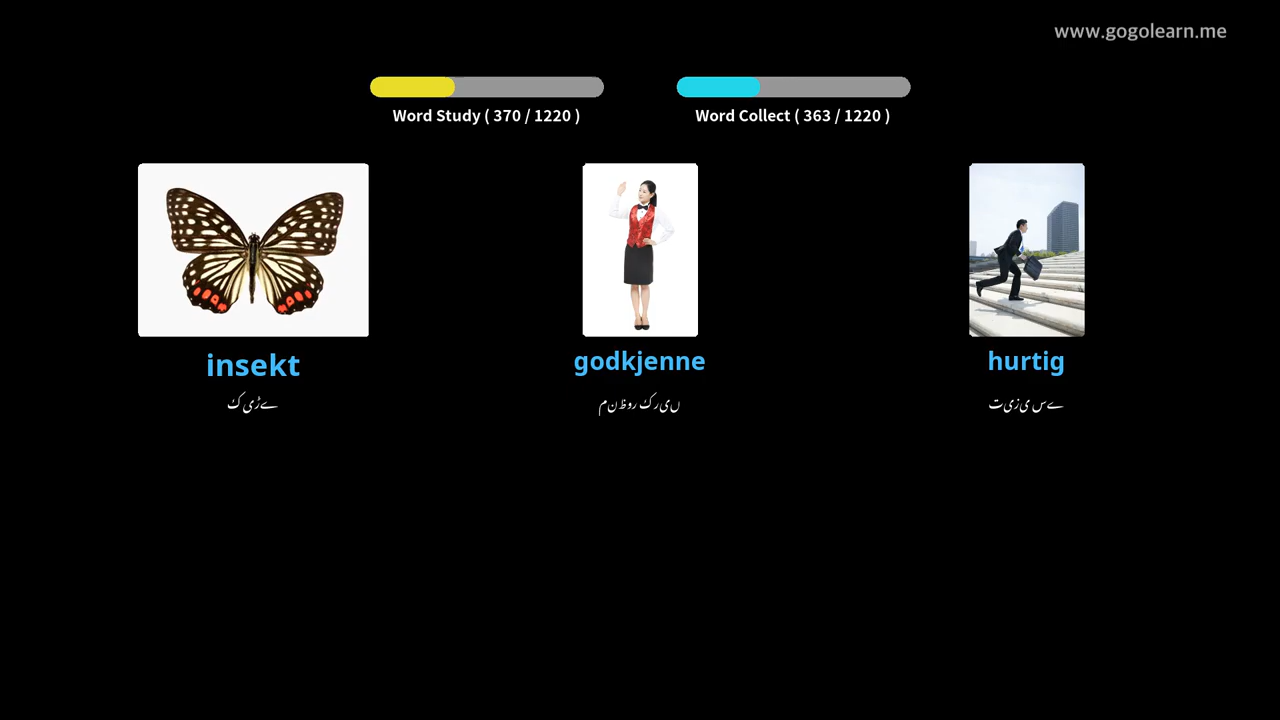 www.gogolearn.me
Word Study ( 370 / 1220 )
Word Collect ( 363 / 1220 )
insekt
کیڑے
godkjenne
منظور کریں
hurtig
تیزی سے